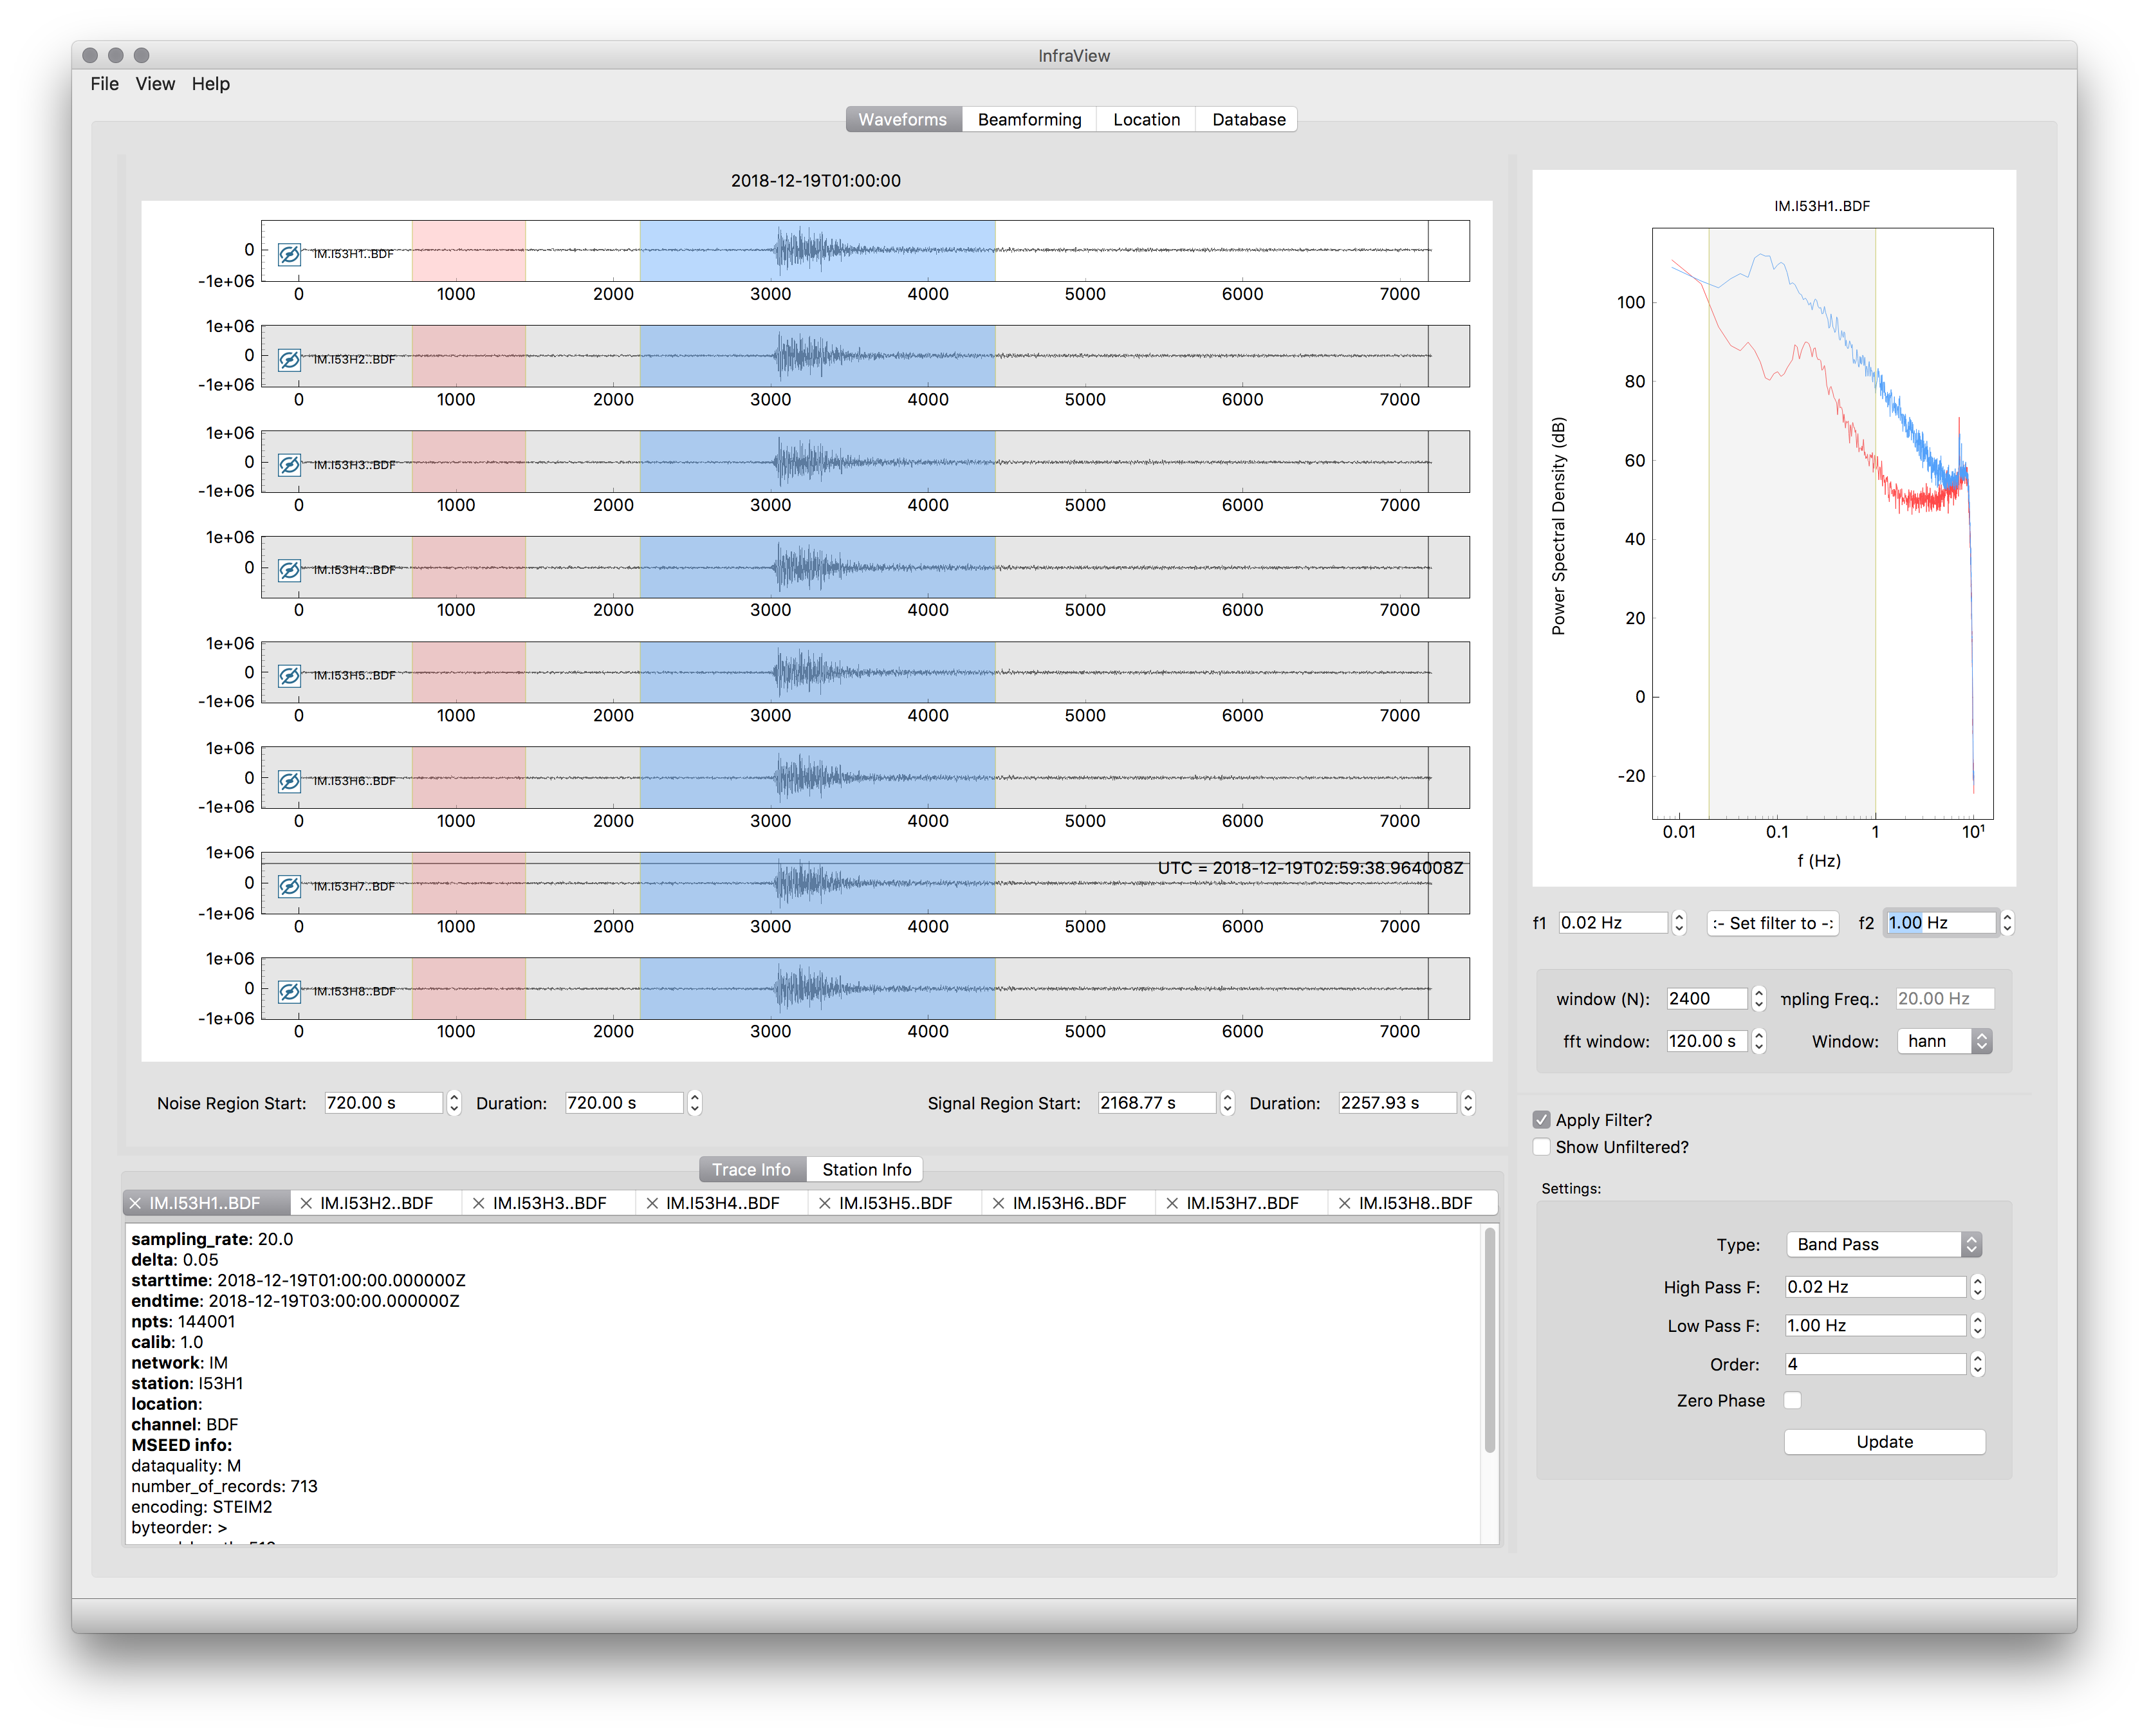 InfraView
File View Help
Waveforms Beamforming Location Database
2018-12-19T01:00:00
0
-1e+06
IM.I53H1..BDF
0 1000 2000 3000 4000 5000 6000 7000
1e+06
0
-1e+06
IM.I53H2..BDF
0 1000 2000 3000 4000 5000 6000 7000
1e+06
0
-1e+06
IM.I53H3..BDF
0 1000 2000 3000 4000 5000 6000 7000
1e+06
0
IM.I53H4..BDF
0 1000 2000 3000 4000 5000 6000 7000
1e+06
0
-1e+06
IM.I53H5..BDF
0 1000 2000 3000 4000 5000 6000 7000
1e+06
0
-1e+06
IM.I53H6..BDF
0 1000 2000 3000 4000 5000 6000 7000
1e+06
0
-1e+06
IM.I53H7..BDF
UTC = 2018-12-19T02:59:38.964008Z
0 1000 2000 3000 4000 5000 6000 7000
1e+06
0
-1e+06
IM.I53H8..BDF
0 1000 2000 3000 4000 5000 6000 7000
Noise Region Start: 720.00 s Duration: 720.00 s Signal Region Start: 2168.77 s Duration: 2257.93 s
IM.I53H1..BDF
Power Spectral Density (dB)
100
80
60
40
20
0
-20
0.01 0.1 1 10¹
f (Hz)
f1 0.02 Hz :- Set filter to -: f2 1.00 Hz
window (N): 2400 mpling Freq.: 20.00 Hz
fft window: 120.00 s Window: hann
Apply Filter?
Show Unfiltered?
Settings:
Type: Band Pass
High Pass F: 0.02 Hz
Low Pass F: 1.00 Hz
Order: 4
Zero Phase
Update
Trace Info Station Info
IM.I53H1..BDF IM.I53H2..BDF IM.I53H3..BDF IM.I53H4..BDF IM.I53H5..BDF IM.I53H6..BDF IM.I53H7..BDF IM.I53H8..BDF
sampling_rate: 20.0
delta: 0.05
starttime: 2018-12-19T01:00:00.000000Z
endtime: 2018-12-19T03:00:00.000000Z
npts: 144001
calib: 1.0
network: IM
station: I53H1
location:
channel: BDF
MSEED info:
dataquality: M
number_of_records: 713
encoding: STEIM2
byteorder: >